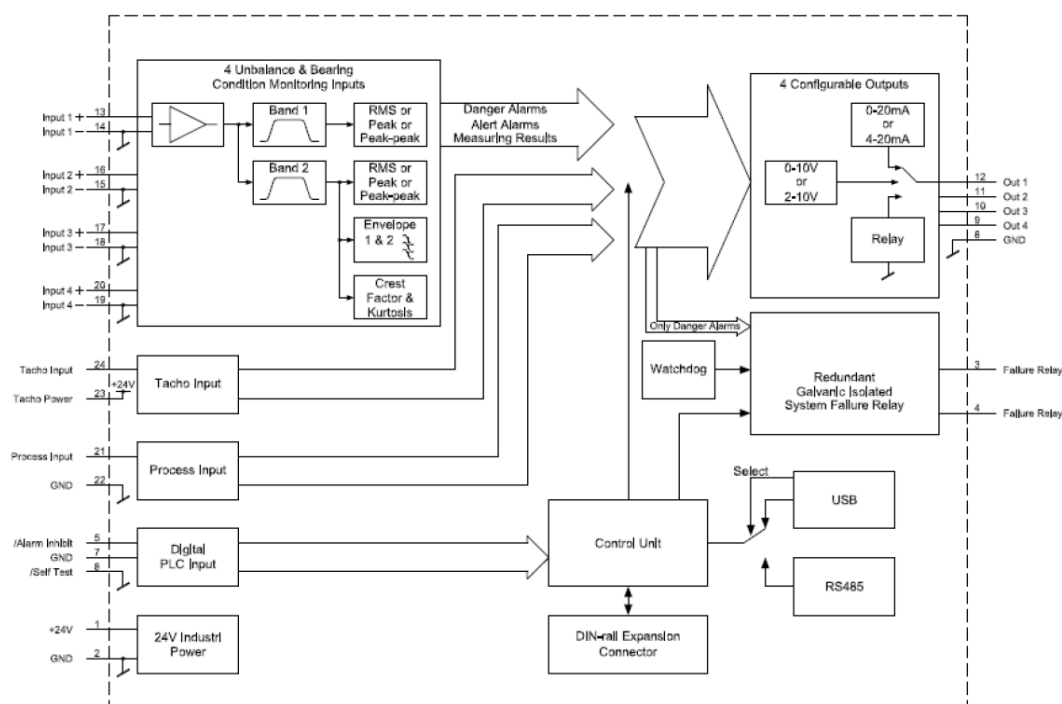 4 Unbalance & Bearing
Condition Monitoring Inputs
Input 1 + 13
Input 1 - 14
Input 2 + 16
Input 2 - 15
Input 3 + 17
Input 3 - 18
Input 4 + 20
Input 4 - 19
Band 1
RMS or
Peak or
Peak-peak
Band 2
RMS or
Peak or
Peak-peak
Envelope
1 & 2
Crest
Factor &
Kurtosis
Danger Alarms
Alert Alarms
Measuring Results
4 Configurable Outputs
0-20mA
or
4-20mA
0-10V
or
2-10V
Relay
12 Out 1
11 Out 2
10 Out 3
9 Out 4
6 GND
Only Danger Alarms
Tacho Input 24
+24V
Tacho Power 23
Tacho Input
Watchdog
Redundant
Galvanic Isolated
System Failure Relay
3 Failure Relay
4 Failure Relay
Process Input 21
GND 22
Process Input
Select
USB
/Alarm Inhibit 5
GND 7
/Self Test 8
Digital
PLC Input
Control Unit
RS485
+24V 1
GND 2
24V Industri
Power
DIN-rail Expansion
Connector